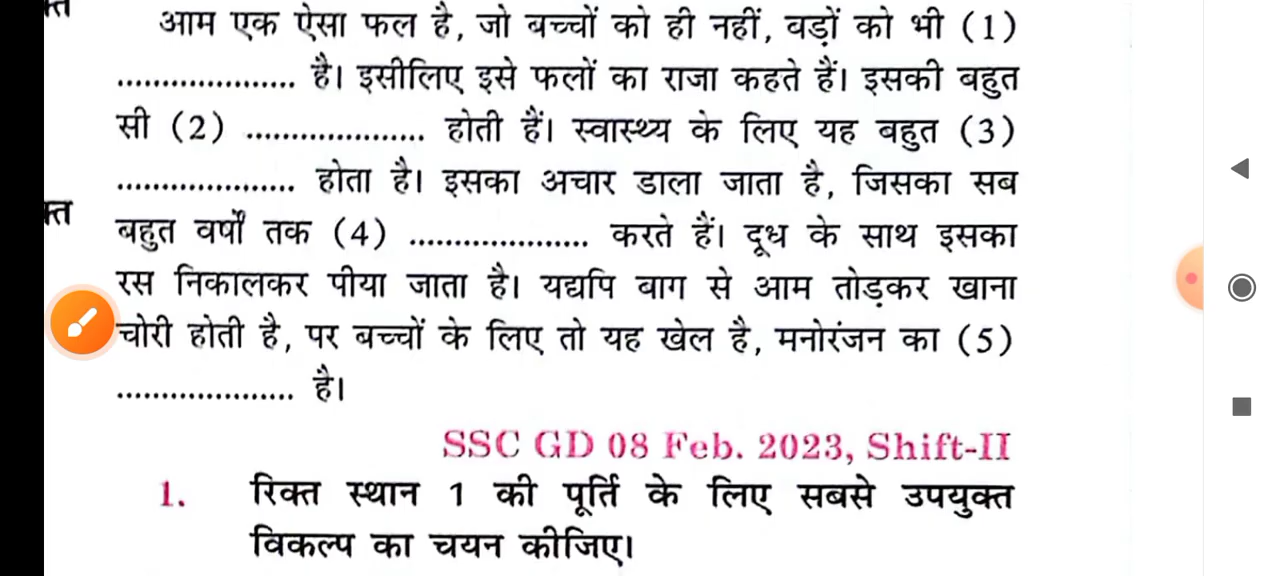 आम एक ऐसा फल है, जो बच्चों को ही नहीं, बड़ों को भी (1)
..................... है। इसीलिए इसे फलों का राजा कहते हैं। इसकी बहुत
सी (2) ..................... होती हैं। स्वास्थ्य के लिए यह बहुत (3)
..................... होता है। इसका अचार डाला जाता है, जिसका सब
बहुत वर्षों तक (4) ..................... करते हैं। दूध के साथ इसका
रस निकालकर पीया जाता है। यद्यपि बाग से आम तोड़कर खाना
चोरी होती है, पर बच्चों के लिए तो यह खेल है, मनोरंजन का (5)
..................... है।
SSC GD 08 Feb. 2023, Shift-II
1. रिक्त स्थान 1 की पूर्ति के लिए सबसे उपयुक्त
विकल्प का चयन कीजिए।